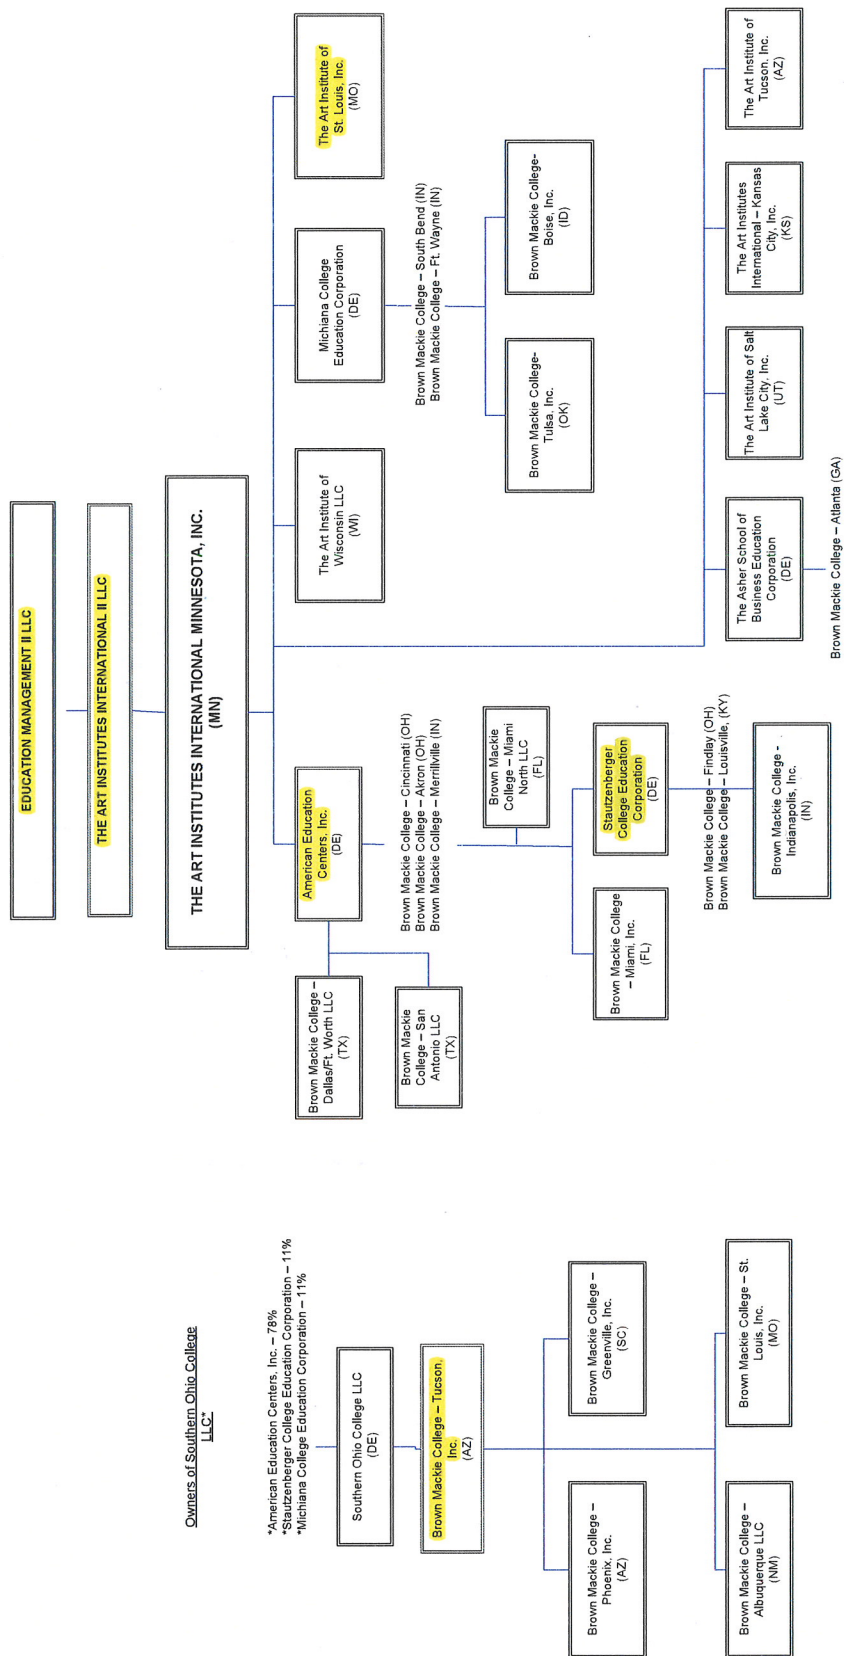 EDUCATION MANAGEMENT II LLC
THE ART INSTITUTES INTERNATIONAL II LLC
THE ART INSTITUTES INTERNATIONAL MINNESOTA, INC.
(MN)
Owners of Southern Ohio College
LLC*
*American Education Centers, Inc. – 78%
*Stautzenberger College Education Corporation – 11%
*Michiana College Education Corporation – 11%
Southern Ohio College LLC
(DE)
Brown Mackie College – Tucson,
Inc.
(AZ)
Brown Mackie College –
Phoenix, Inc.
(AZ)
Brown Mackie College –
Greenville, Inc.
(SC)
Brown Mackie College –
Albuquerque LLC
(NM)
Brown Mackie College – St.
Louis, Inc.
(MO)
Brown Mackie College –
Dallas/Ft. Worth LLC
(TX)
Brown Mackie
College – San
Antonio LLC
(TX)
American Education
Centers, Inc.
(DE)
Brown Mackie College – Cincinnati (OH)
Brown Mackie College – Akron (OH)
Brown Mackie College – Merrillville (IN)
Brown Mackie
College – Miami
North LLC
(FL)
Brown Mackie College
– Miami, Inc.
(FL)
Stautzenberger
College Education
Corporation
(DE)
Brown Mackie College – Findlay (OH)
Brown Mackie College – Louisville, (KY)
Brown Mackie College -
Indianapolis, Inc.
(IN)
The Art Institute of
Wisconsin LLC
(WI)
Michiana College
Education Corporation
(DE)
Brown Mackie College – South Bend (IN)
Brown Mackie College – Ft. Wayne (IN)
Brown Mackie College-
Tulsa, Inc.
(OK)
Brown Mackie College-
Boise, Inc.
(ID)
The Art Institute of
St. Louis, Inc.
(MO)
The Asher School of
Business Education
Corporation
(DE)
Brown Mackie College – Atlanta (GA)
The Art Institute of Salt
Lake City, Inc.
(UT)
The Art Institutes
International – Kansas
City, Inc.
(KS)
The Art Institute of
Tucson, Inc.
(AZ)